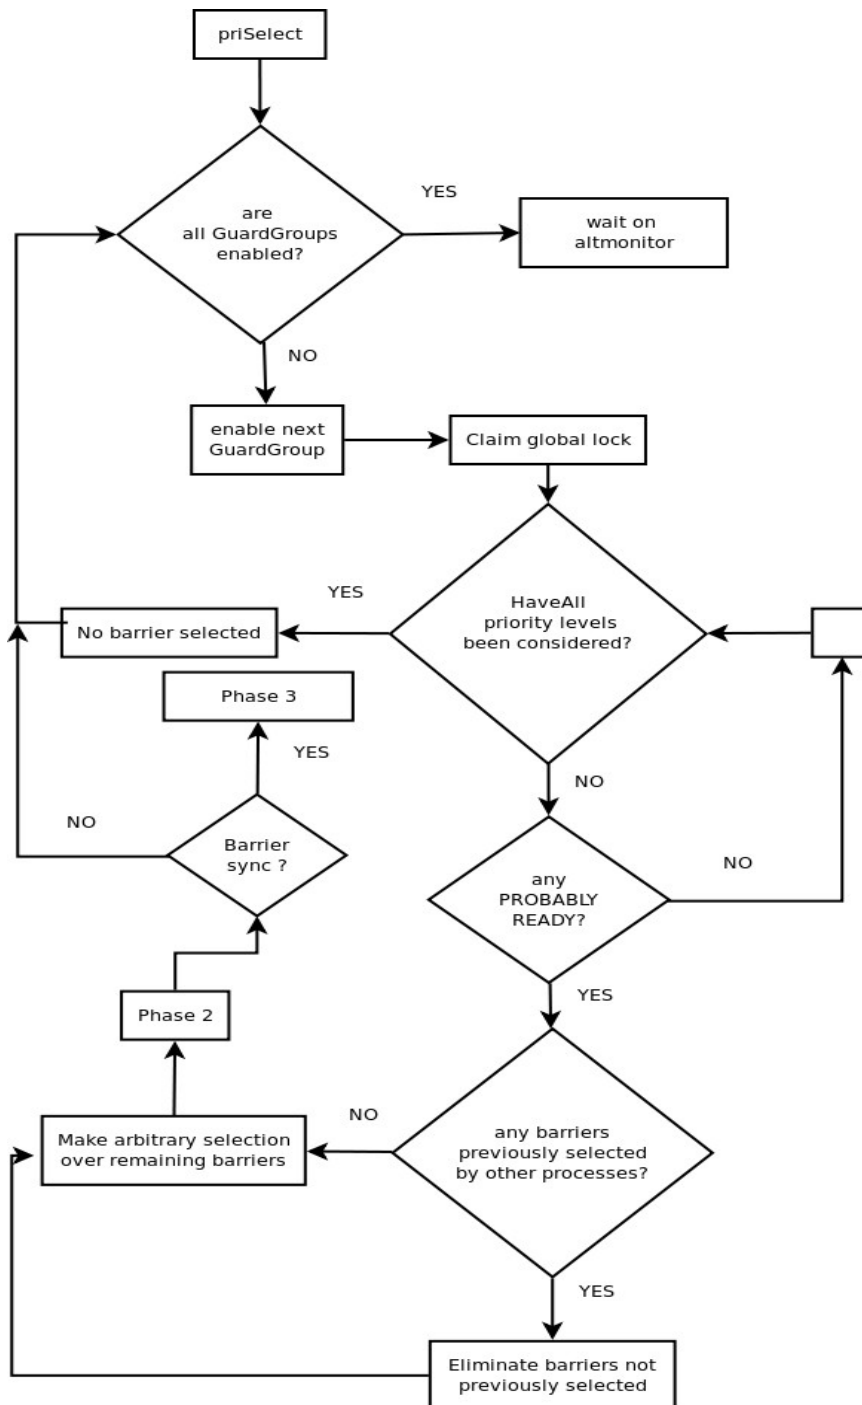 priSelect
YES
are
all GuardGroups
enabled?
wait on
altmonitor
NO
enable next
GuardGroup
Claim global lock
YES
HaveAll
priority levels
been considered?
No barrier selected
Phase 3
YES
NO
NO
Barrier
sync ?
any
PROBABLY
READY?
NO
YES
Phase 2
NO
Make arbitrary selection
over remaining barriers
any barriers
previously selected
by other processes?
YES
Eliminate barriers not
previously selected